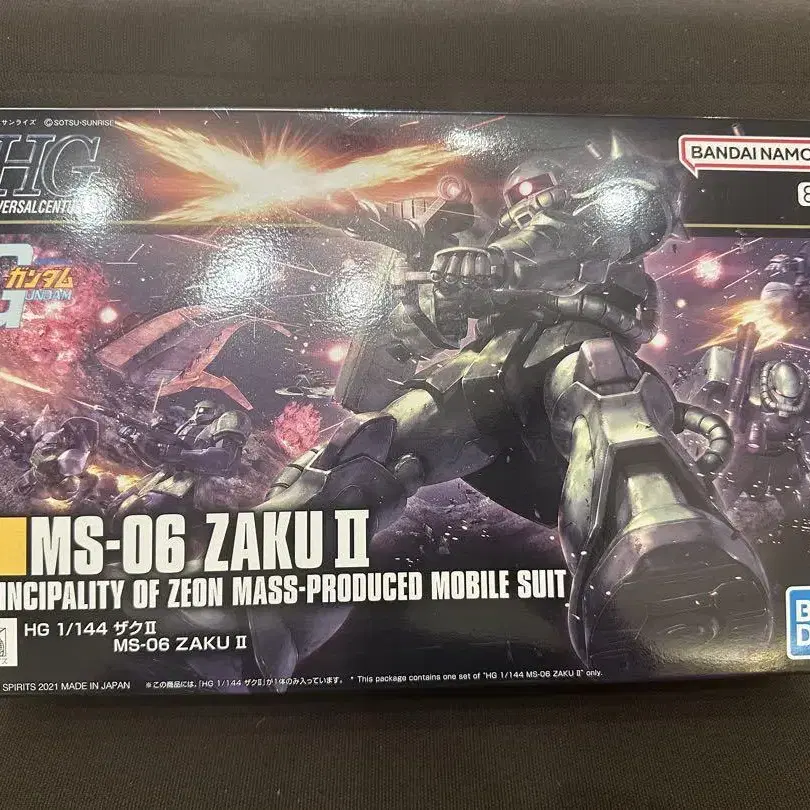 サンライズ ©SOTSU・SUNRISE
HG
VERSALCENTU
BANDAI NAMCO
8
G ガンダム
UNDAM
MS-06 ZAKU II
INCIPALITY OF ZEON MASS-PRODUCED MOBILE SUIT
HG 1/144 ザクⅡ
MS-06 ZAKU Ⅱ
SPIRITS 2021 MADE IN JAPAN ※この商品には、「HG 1/144 ザクⅡ」が1体のみ入っています。 * This package contains one set of "HG 1/144 MS-06 ZAKU Ⅱ" only.